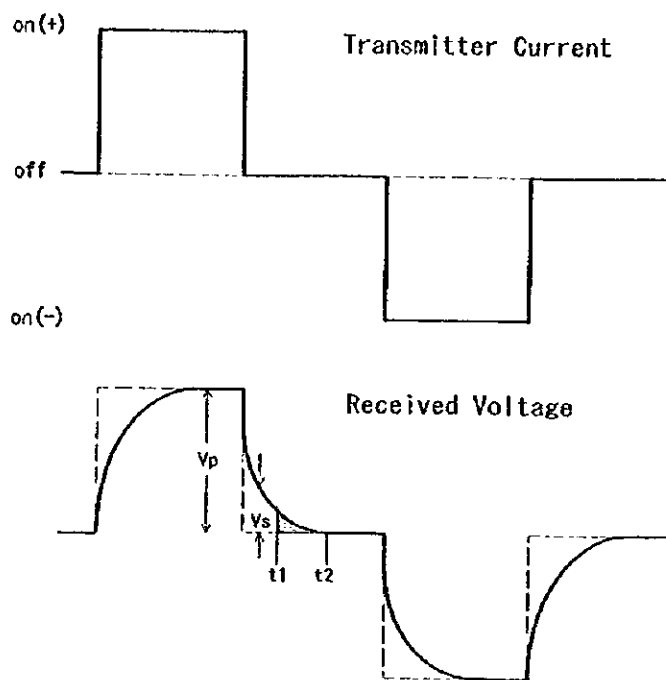 on(+)
Transmitter Current
off
on(-)
Received Voltage
Vp
Vs
t1
t2